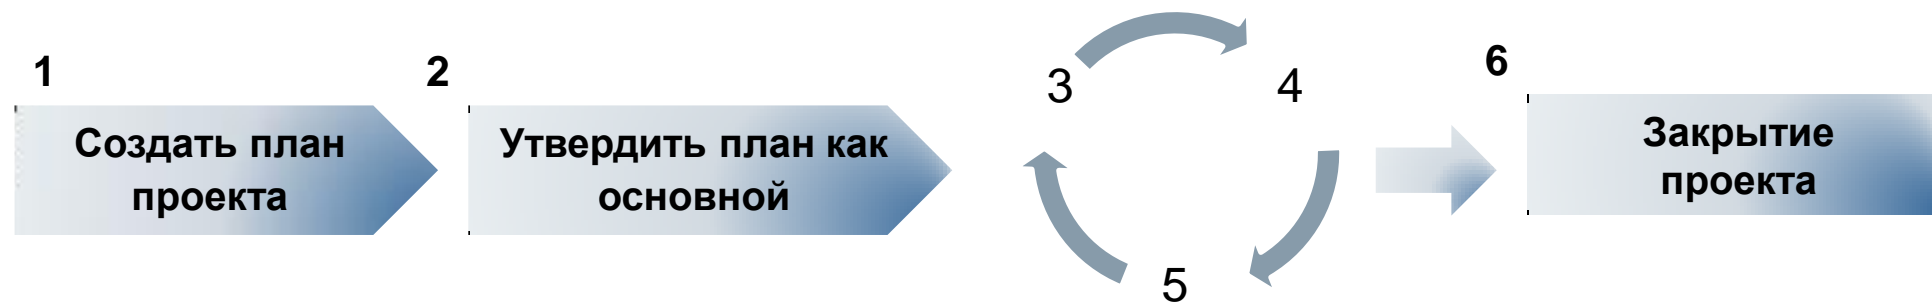 1
Создать план
проекта
2
Утвердить план как
основной
3
4
5
6
Закрытие
проекта